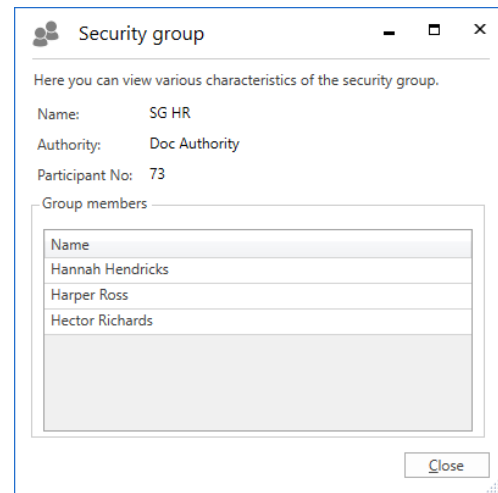 Security group
Here you can view various characteristics of the security group.
Name: SG HR
Authority: Doc Authority
Participant No: 73
Group members
Name
Hannah Hendricks
Harper Ross
Hector Richards
Close